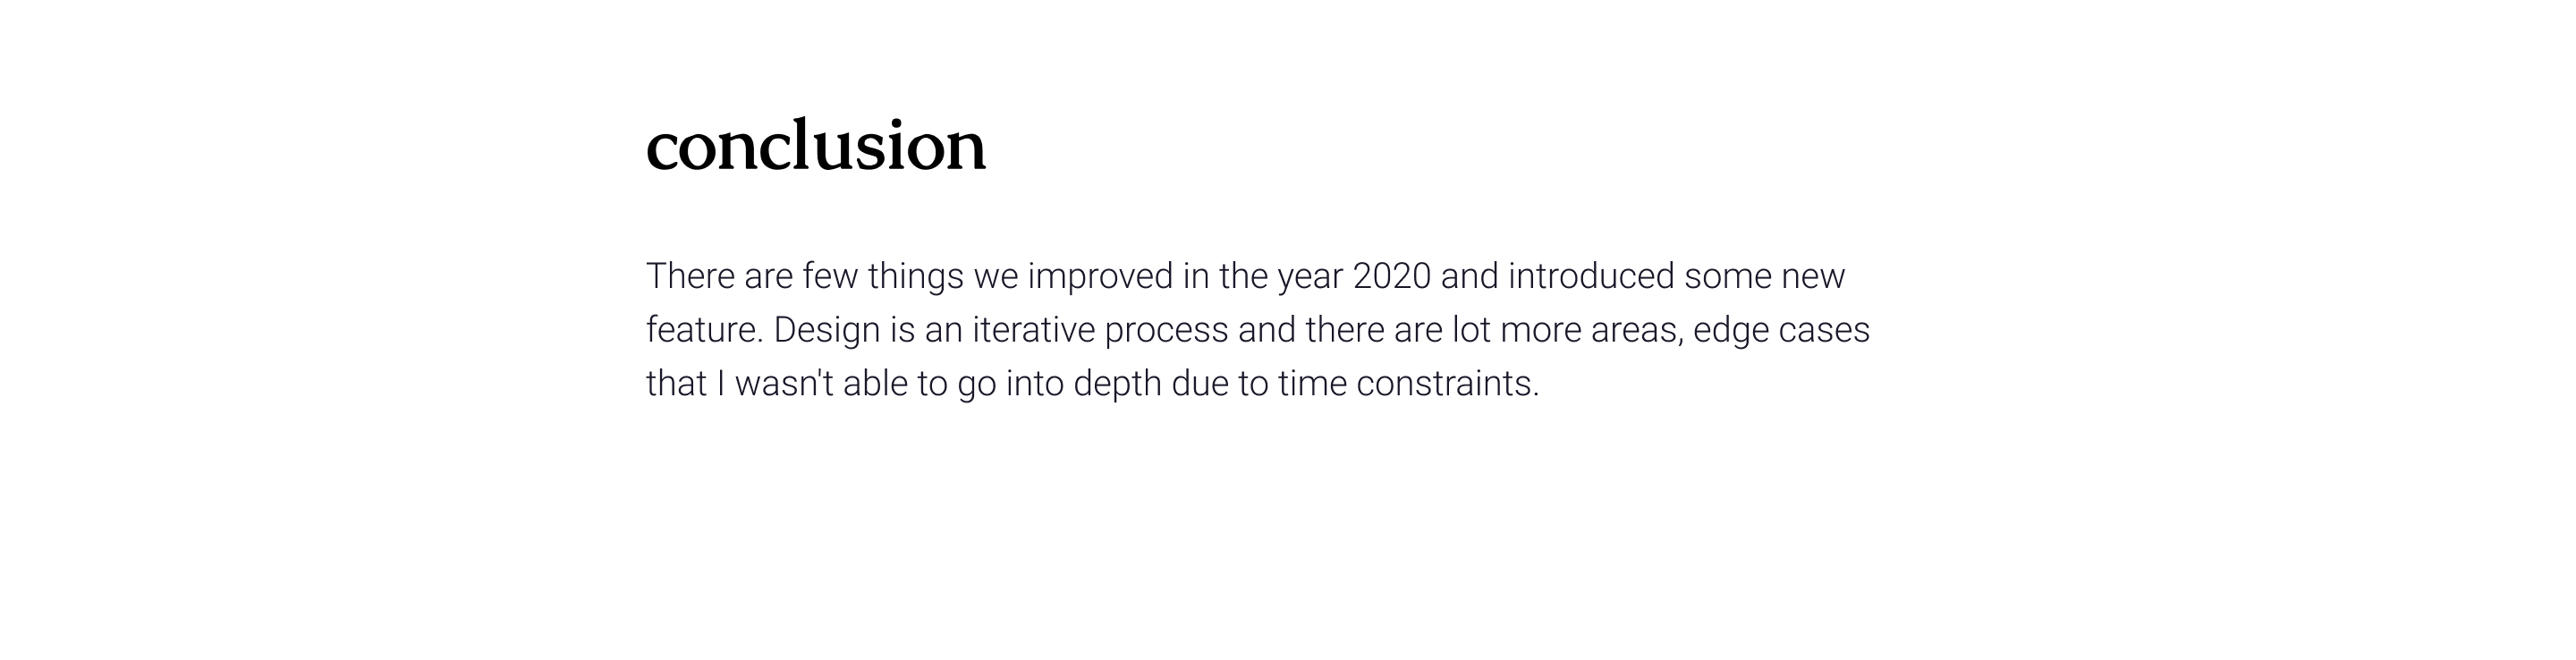 conclusion
There are few things we improved in the year 2020 and introduced some new
feature. Design is an iterative process and there are lot more areas, edge cases
that I wasn't able to go into depth due to time constraints.